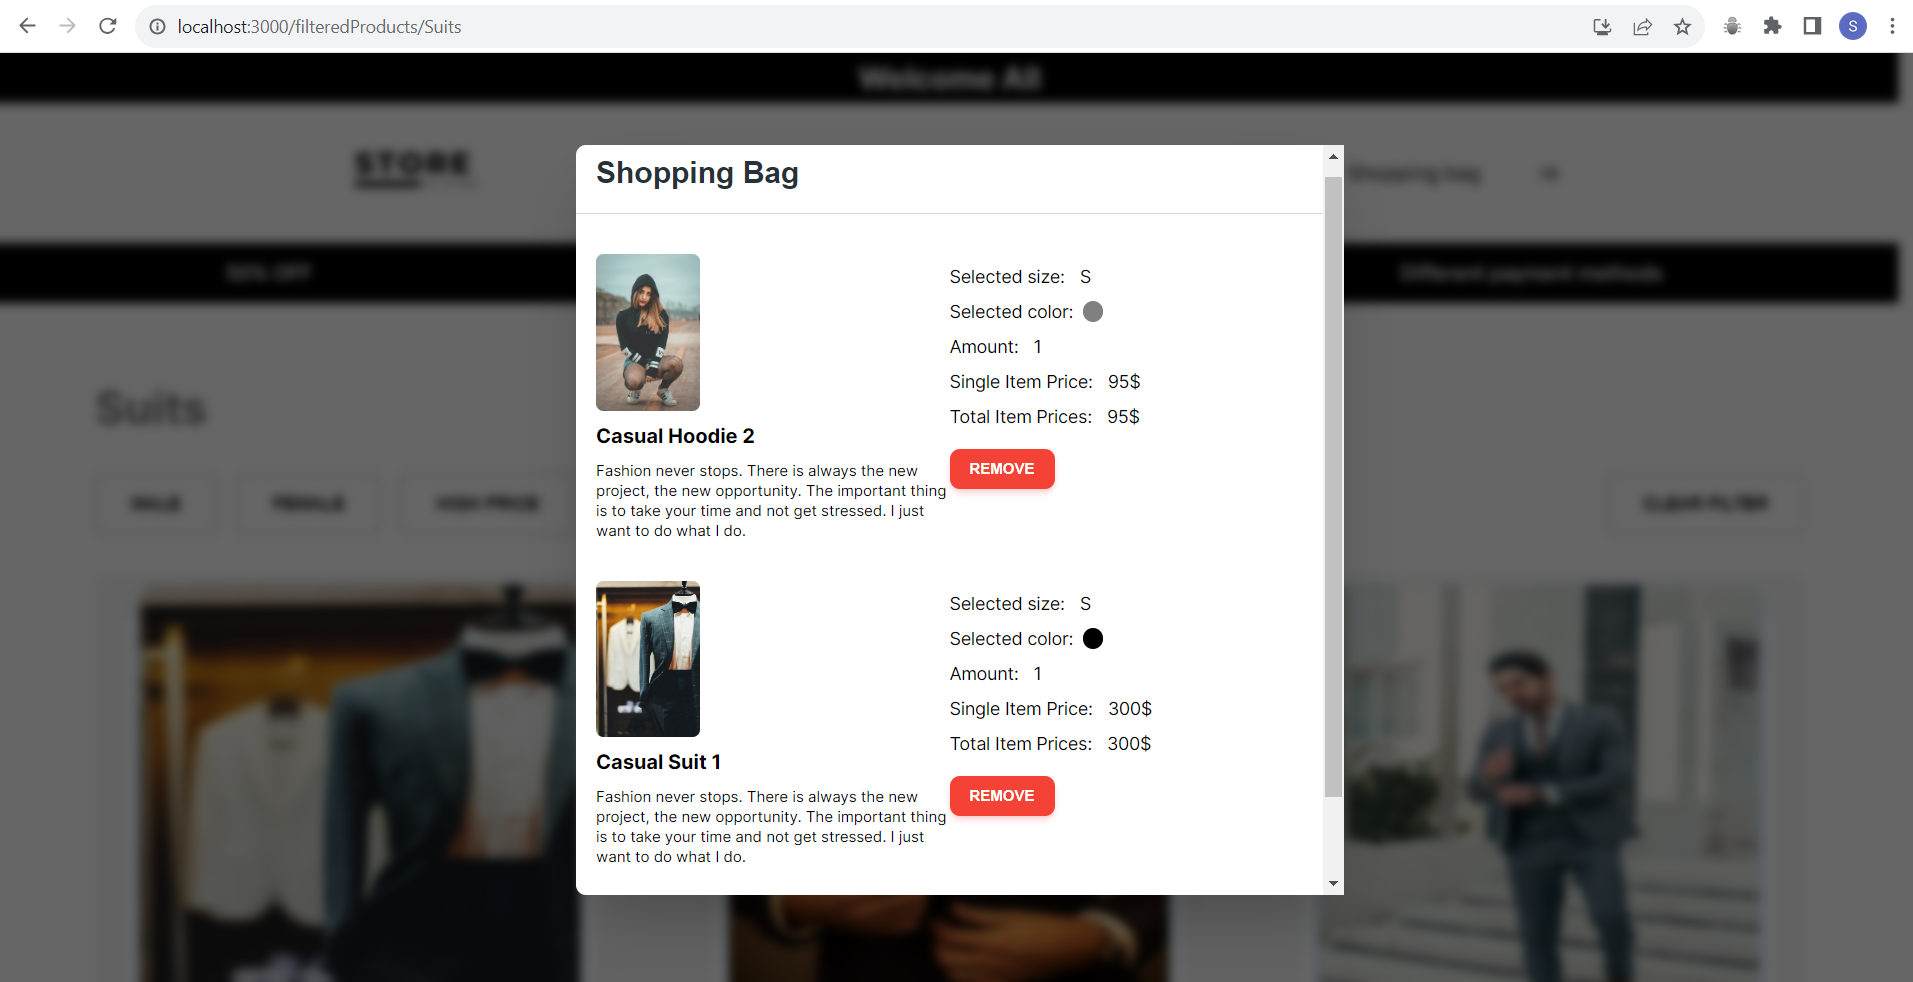 localhost:3000/filteredProducts/Suits
S
Welcome All
STORE
Shopping bag
50% OFF
Different payment methods
Suits
MALE
FEMALE
HIGH PRICE
CLEAR FILTER
Shopping Bag
Selected size: S
Selected color:
Amount: 1
Single Item Price: 95$
Total Item Prices: 95$
REMOVE
Casual Hoodie 2
Fashion never stops. There is always the new
project, the new opportunity. The important thing
is to take your time and not get stressed. I just
want to do what I do.
Selected size: S
Selected color:
Amount: 1
Single Item Price: 300$
Total Item Prices: 300$
REMOVE
Casual Suit 1
Fashion never stops. There is always the new
project, the new opportunity. The important thing
is to take your time and not get stressed. I just
want to do what I do.